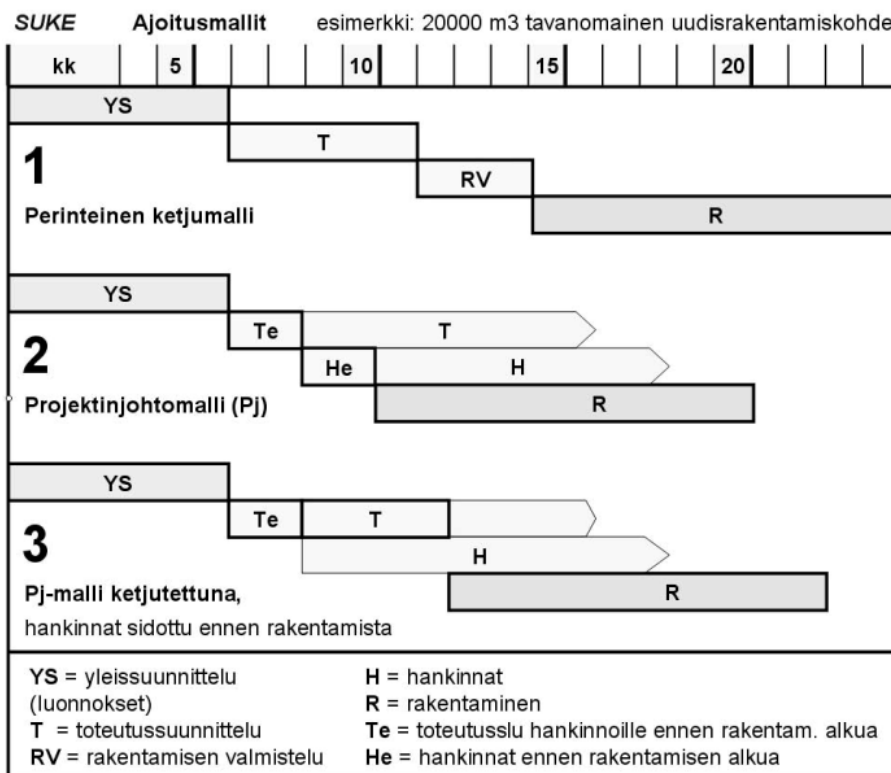 SUKE Ajoitusmallit esimerkki: 20000 m3 tavanomainen uudisrakentamiskohde
kk 5 10 15 20
YS
T
1
RV
Perinteinen ketjumalli R
YS
Te T
2
He H
Projektinjohtomalli (Pj) R
YS
Te T
3
H
Pj-malli ketjutettuna, R
hankinnat sidottu ennen rakentamista
YS = yleissuunnittelu
(luonnokset)
T = toteutussuunnittelu
RV = rakentamisen valmistelu
H = hankinnat
R = rakentaminen
Te = toteutusslu hankinnoille ennen rakentam. alkua
He = hankinnat ennen rakentamisen alkua